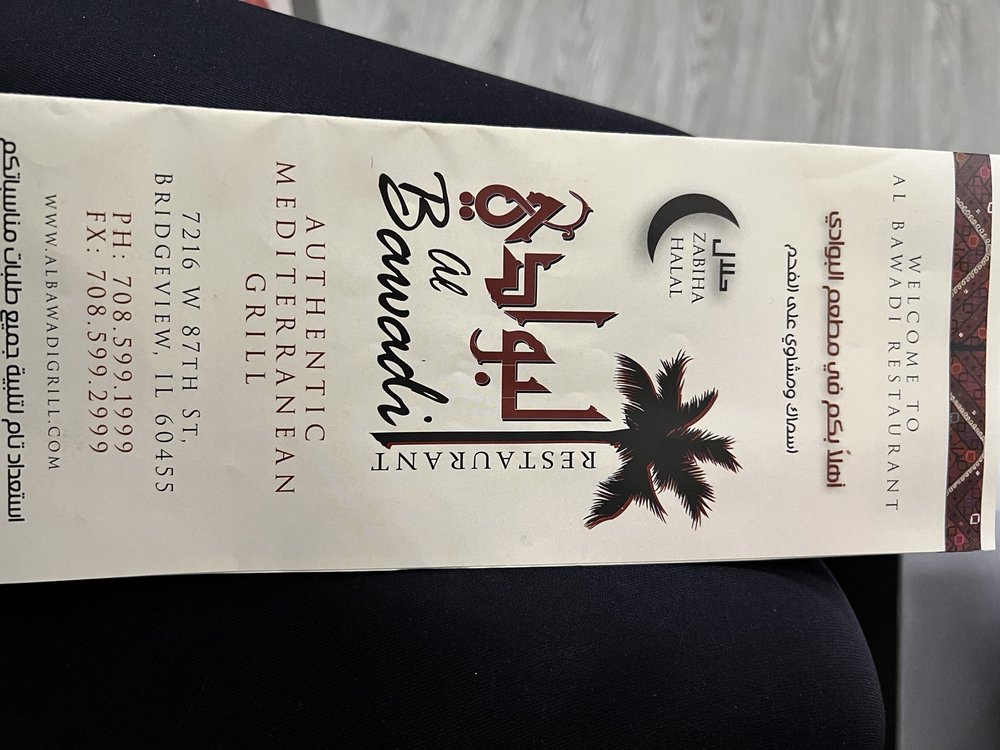 WELCOME TO
AL BAWADI RESTAURANT
أهلاً بكم في مطعم البوادي
اسماك ومشاوي على الفحم
حلال
ZABIHA
HALAL
البوادي
Al
Bawadi
RESTAURANT
AUTHENTIC
MEDITERRANEAN
GRILL
7216 W 87TH ST,
BRIDGEVIEW, IL 60455
PH: 708.599.1999
FX: 708.599.2999
WWW.ALBAWADIGRILL.COM
استعداد تام لتلبية جميع طلبات مناسباتكم